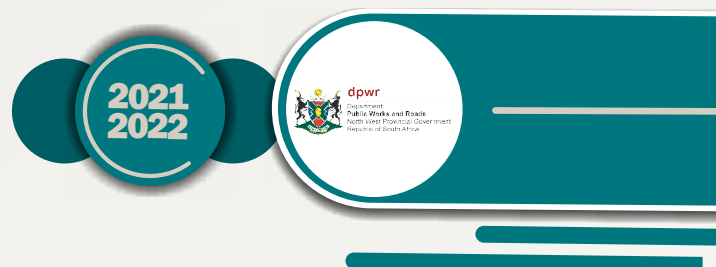 2021
2022
dpwr
Department:
Public Works and Roads
North West Provincial Government
Republic of South Africa